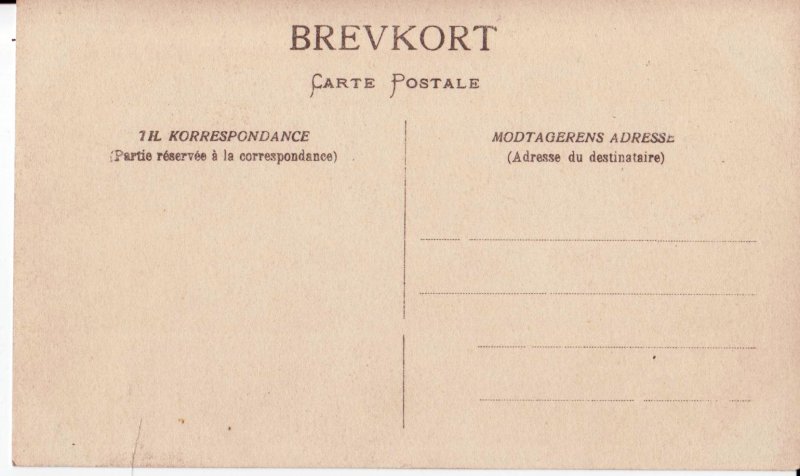 BREVKORT
CARTE POSTALE
TIL KORRESPONDANCE
(Partie réservée à la correspondance)
MODTAGERENS ADRESSE
(Adresse du destinataire)